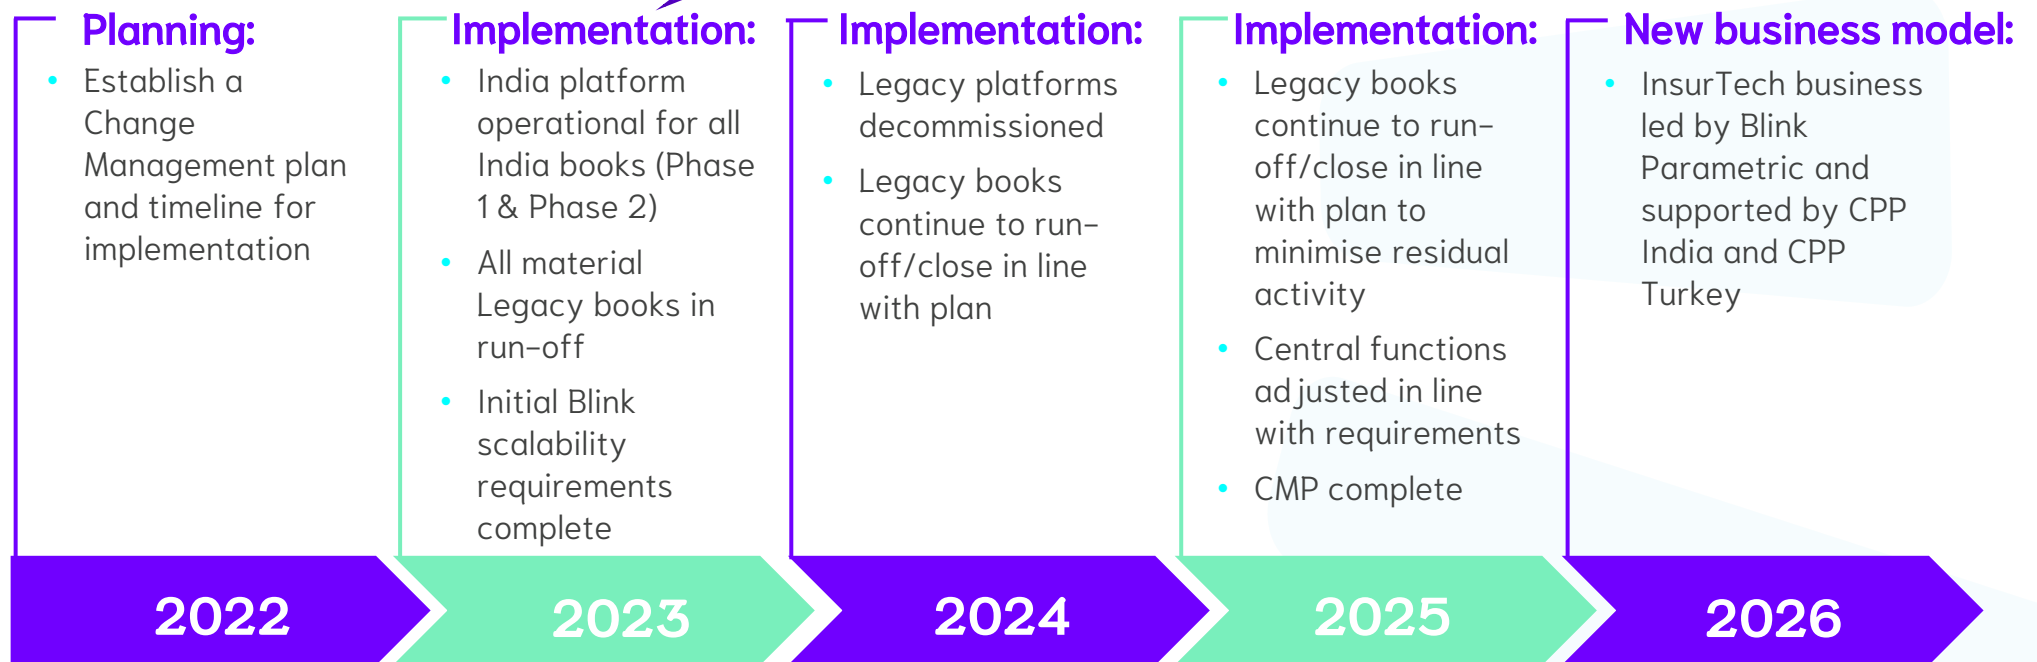 Planning:
• Establish a
Change
Management plan
and timeline for
implementation
Implementation:
• India platform
operational for all
India books (Phase
1 & Phase 2)
• All material
Legacy books in
run-off
• Initial Blink
scalability
requirements
complete
Implementation:
• Legacy platforms
decommissioned
• Legacy books
continue to run-
off/close in line
with plan
Implementation:
• Legacy books
continue to run-
off/close in line
with plan to
minimise residual
activity
• Central functions
adjusted in line
with requirements
• CMP complete
New business model:
• InsurTech business
led by Blink
Parametric and
supported by CPP
India and CPP
Turkey
2022
2023
2024
2025
2026